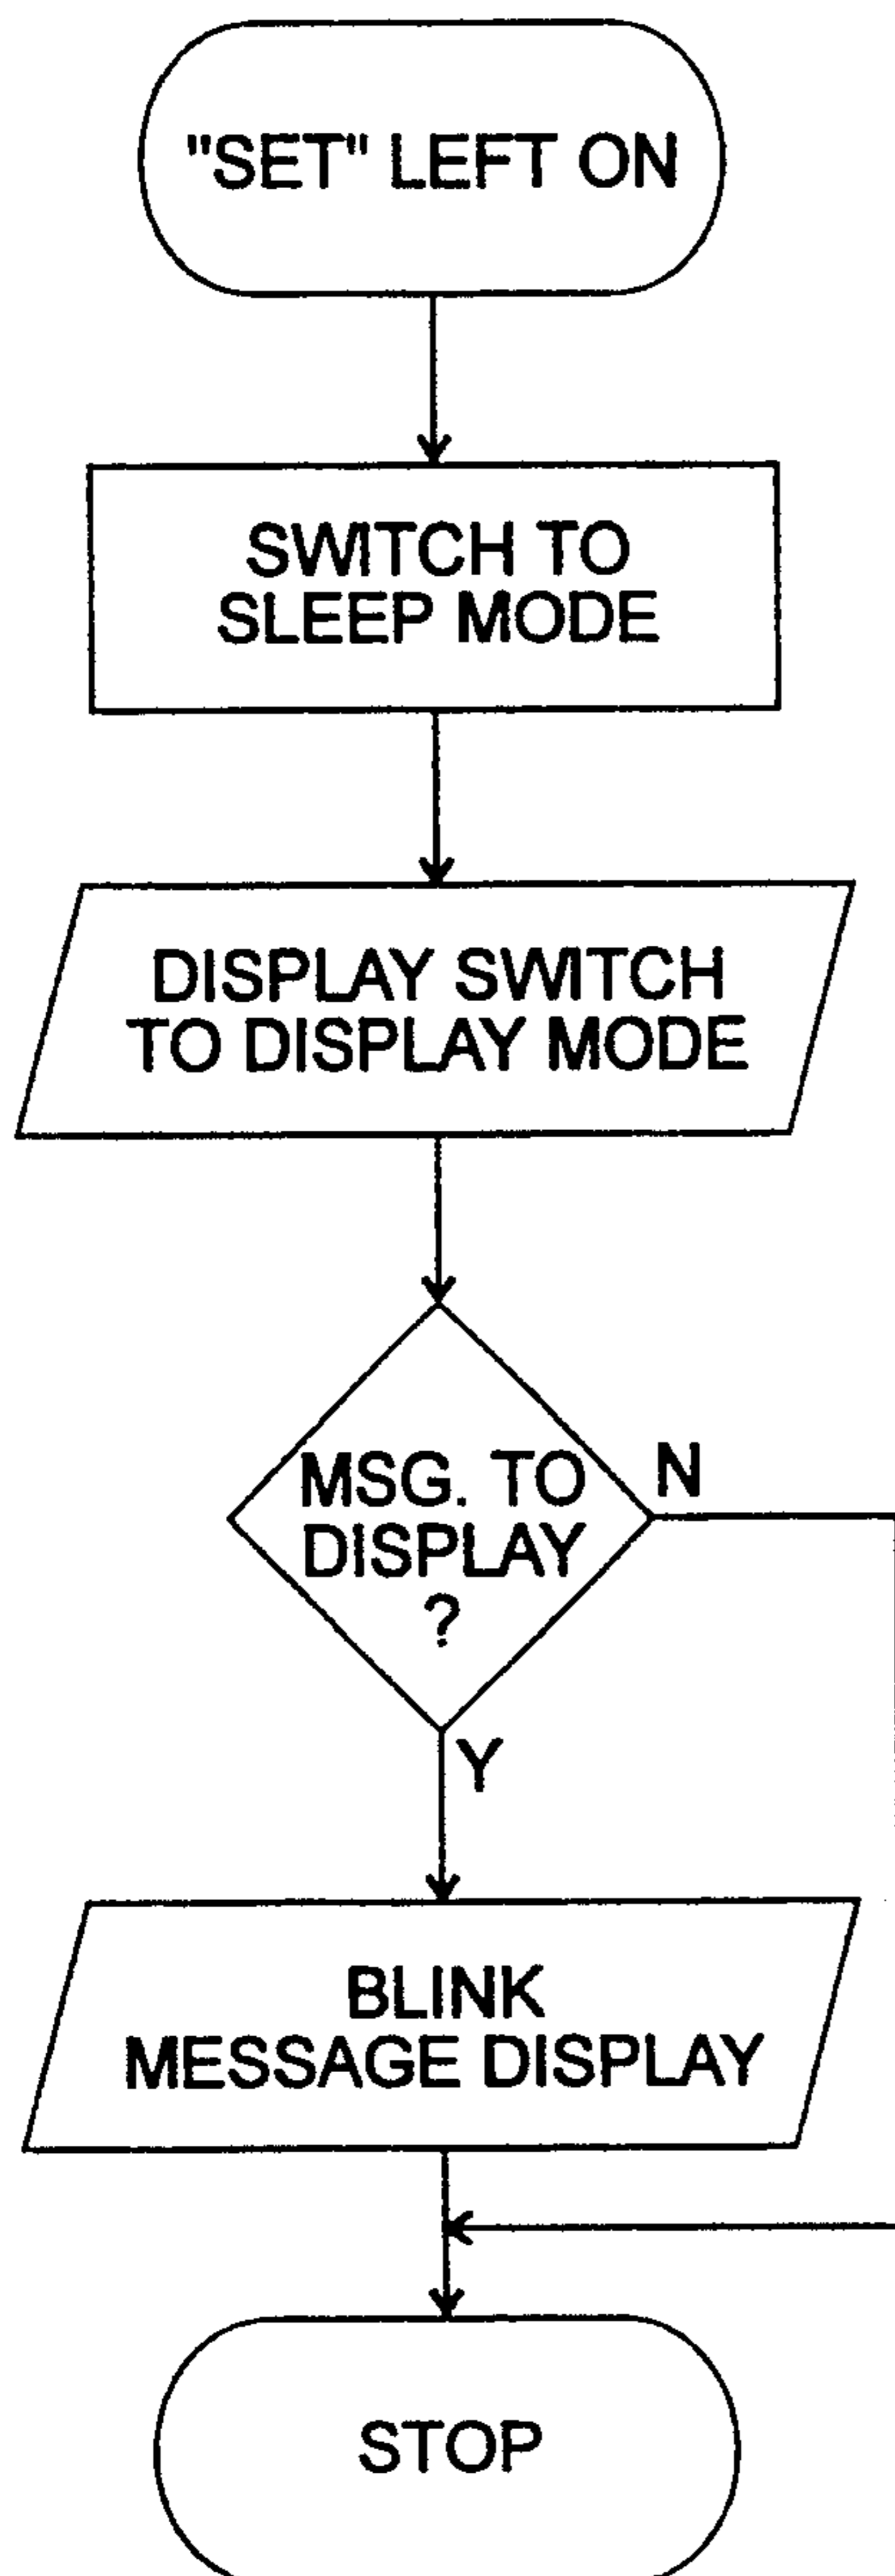 "SET" LEFT ON
SWITCH TO
SLEEP MODE
DISPLAY SWITCH
TO DISPLAY MODE
MSG. TO
DISPLAY
?
N
Y
BLINK
MESSAGE DISPLAY
STOP